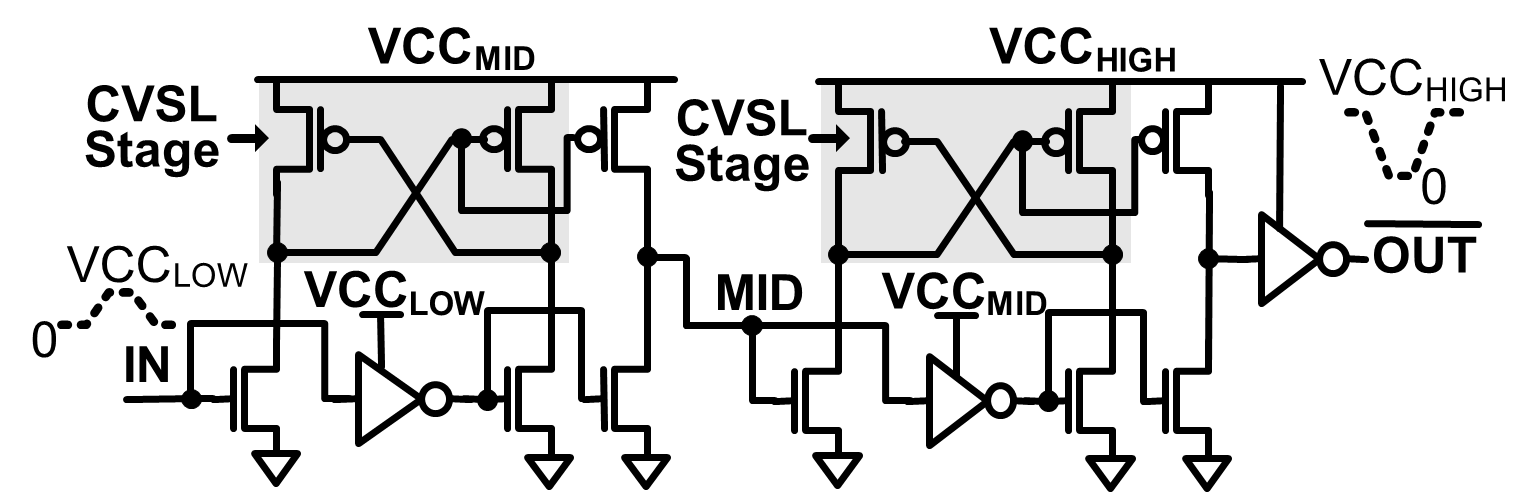 VCCMID
CVSL
Stage
VCCLOW
0
IN
VCCLOW
MID
VCCHIGH
CVSL
Stage
VCCMID
VCCHIGH
0
OUT